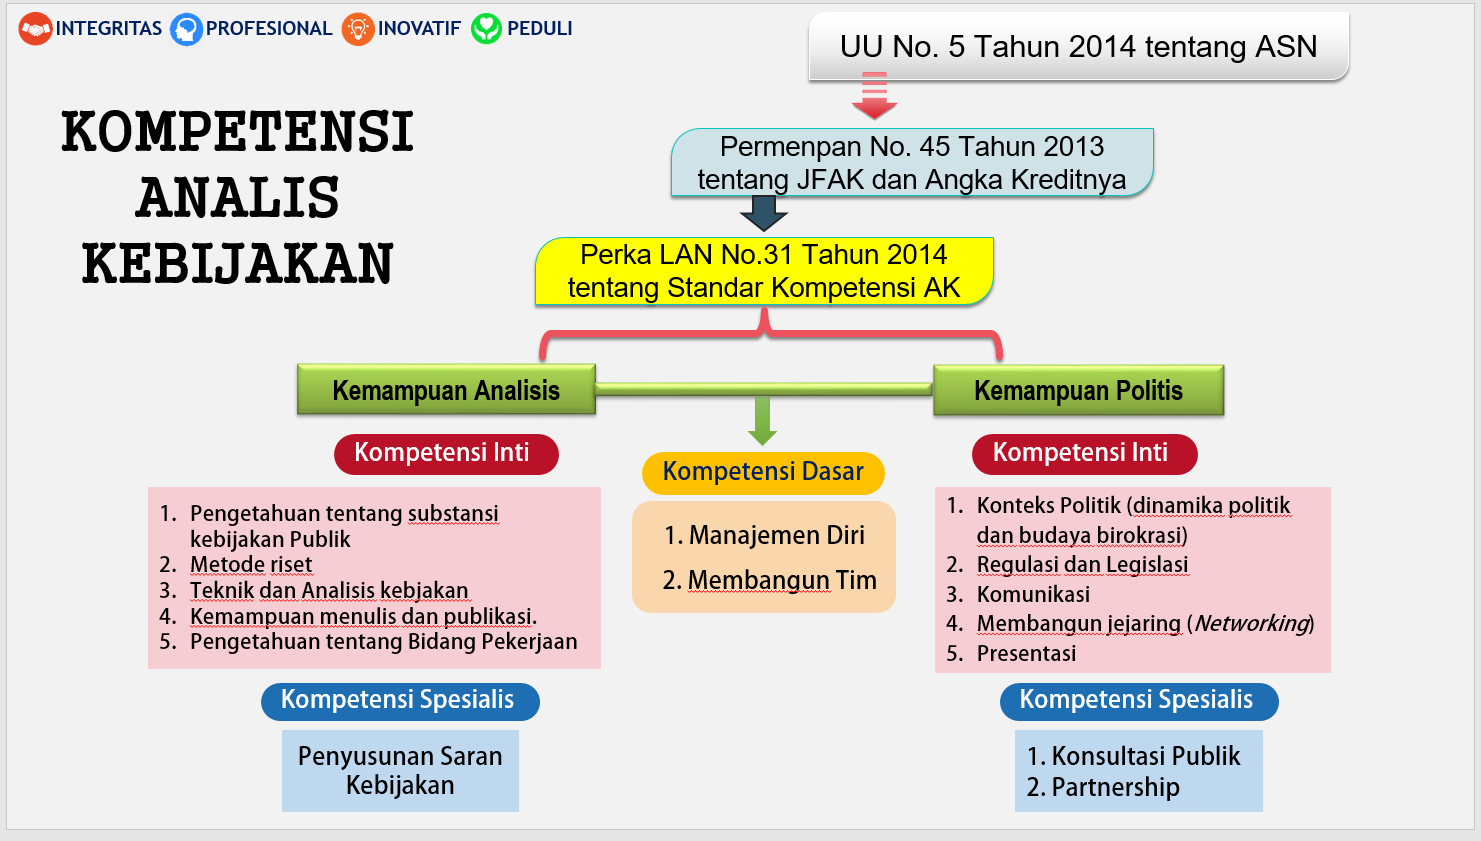 INTEGRITAS PROFESIONAL INOVATIF PEDULI
UU No. 5 Tahun 2014 tentang ASN
KOMPETENSI
ANALIS
KEBIJAKAN
Permenpan No. 45 Tahun 2013
tentang JFAK dan Angka Kreditnya
Perka LAN No.31 Tahun 2014
tentang Standar Kompetensi AK
Kemampuan Analisis
Kompetensi Inti
1. Pengetahuan tentang substansi
kebijakan Publik
2. Metode riset
3. Teknik dan Analisis kebjakan
4. Kemampuan menulis dan publikasi.
5. Pengetahuan tentang Bidang Pekerjaan
Kompetensi Spesialis
Penyusunan Saran
Kebijakan
Kompetensi Dasar
1. Manajemen Diri
2. Membangun Tim
Kemampuan Politis
Kompetensi Inti
1. Konteks Politik (dinamika politik
dan budaya birokrasi)
2. Regulasi dan Legislasi
3. Komunikasi
4. Membangun jejaring (Networking)
5. Presentasi
Kompetensi Spesialis
1. Konsultasi Publik
2. Partnership